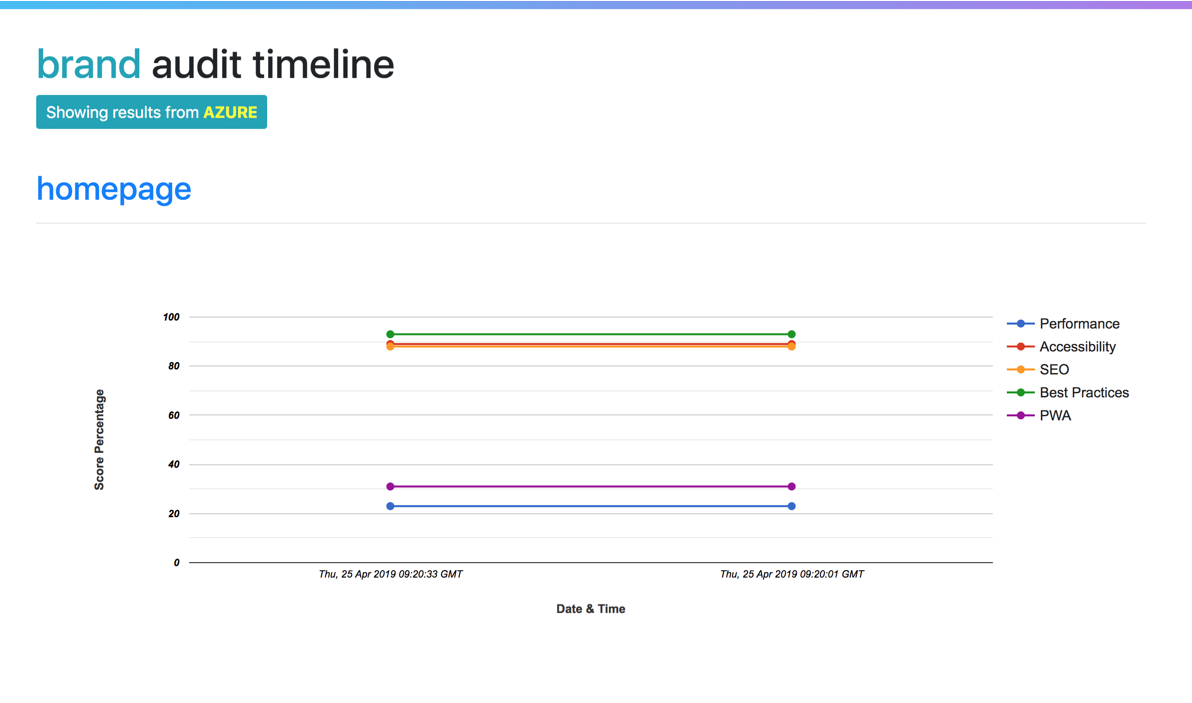 brand audit timeline
Showing results from AZURE
homepage
100
80
60
40
20
0
Score Percentage
Thu, 25 Apr 2019 09:20:33 GMT
Thu, 25 Apr 2019 09:20:01 GMT
Date & Time
Performance
Accessibility
SEO
Best Practices
PWA